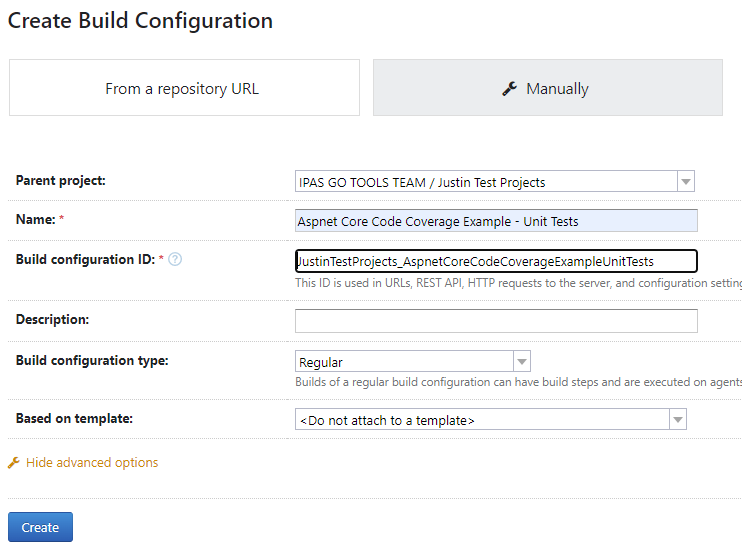 Create Build Configuration
From a repository URL
Manually
Parent project:
IPAS GO TOOLS TEAM / Justin Test Projects
Name: *
Aspnet Core Code Coverage Example - Unit Tests
Build configuration ID: * ?
JustinTestProjects_AspnetCoreCodeCoverageExampleUnitTests
This ID is used in URLs, REST API, HTTP requests to the server, and configuration setting
Description:
Build configuration type:
Regular
Builds of a regular build configuration can have build steps and are executed on agents
Based on template:
<Do not attach to a template>
Hide advanced options
Create